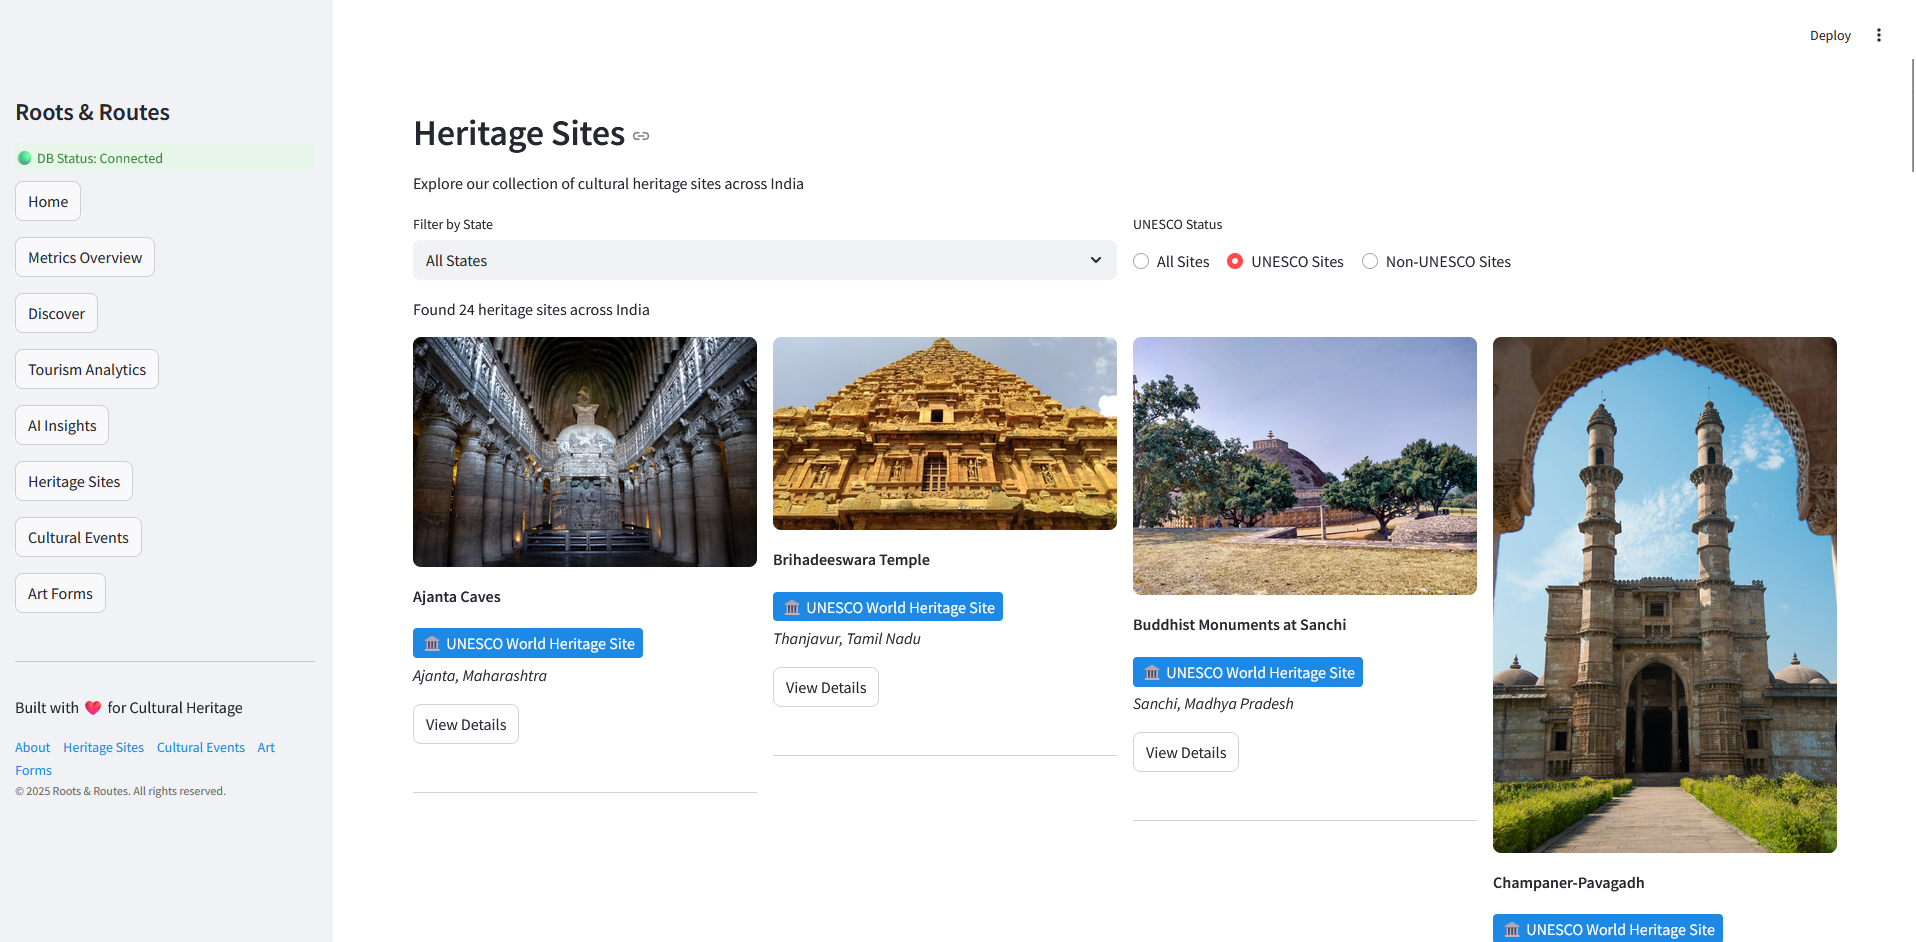 Deploy
Roots & Routes
DB Status: Connected
Home
Metrics Overview
Discover
Tourism Analytics
AI Insights
Heritage Sites
Cultural Events
Art Forms
Built with ❤️ for Cultural Heritage
About Heritage Sites Cultural Events Art
Forms
© 2025 Roots & Routes. All rights reserved.
Heritage Sites
Explore our collection of cultural heritage sites across India
Filter by State
All States
UNESCO Status
All Sites UNESCO Sites Non-UNESCO Sites
Found 24 heritage sites across India
Ajanta Caves
UNESCO World Heritage Site
Ajanta, Maharashtra
View Details
Brihadeeswara Temple
UNESCO World Heritage Site
Thanjavur, Tamil Nadu
View Details
Buddhist Monuments at Sanchi
UNESCO World Heritage Site
Sanchi, Madhya Pradesh
View Details
Champaner-Pavagadh
UNESCO World Heritage Site